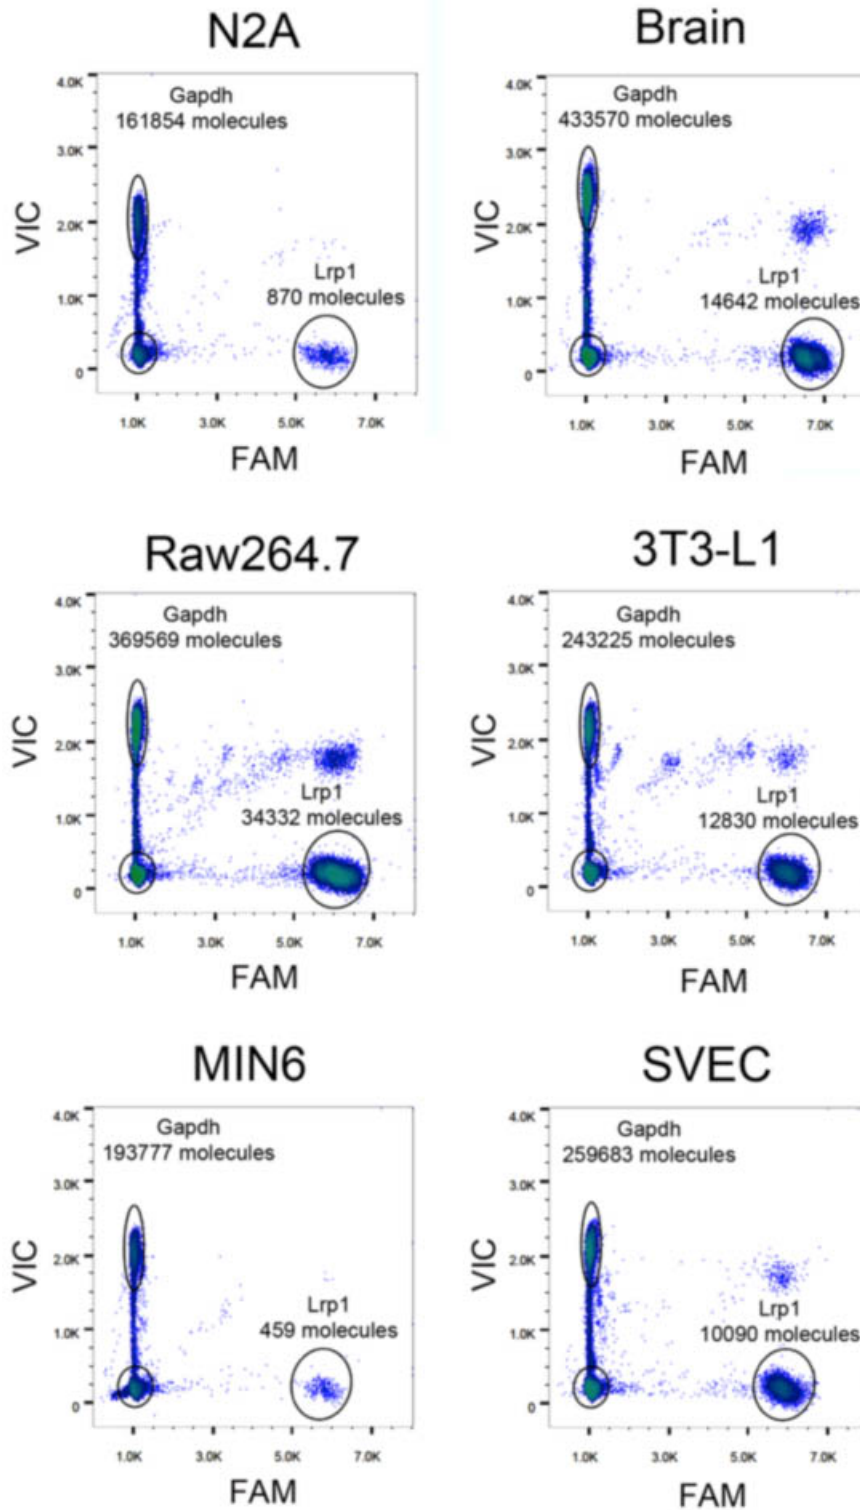 N2A
Gapdh
161854 molecules
Lrp1
870 molecules
4.0K
3.0K
2.0K
1.0K
0
VIC
1.0K
3.0K
5.0K
7.0K
FAM
Brain
Gapdh
433570 molecules
Lrp1
14642 molecules
4.0K
3.0K
2.0K
1.0K
0
VIC
1.0K
3.0K
5.0K
7.0K
FAM
Raw264.7
Gapdh
369569 molecules
Lrp1
34332 molecules
4.0K
3.0K
2.0K
1.0K
0
VIC
1.0K
3.0K
5.0K
7.0K
FAM
3T3-L1
Gapdh
243225 molecules
Lrp1
12830 molecules
4.0K
3.0K
2.0K
1.0K
0
VIC
1.0K
3.0K
5.0K
7.0K
FAM
MIN6
Gapdh
193777 molecules
Lrp1
459 molecules
4.0K
3.0K
2.0K
1.0K
0
VIC
1.0K
3.0K
5.0K
7.0K
FAM
SVEC
Gapdh
259683 molecules
Lrp1
10090 molecules
4.0K
3.0K
2.0K
1.0K
0
VIC
1.0K
3.0K
5.0K
7.0K
FAM